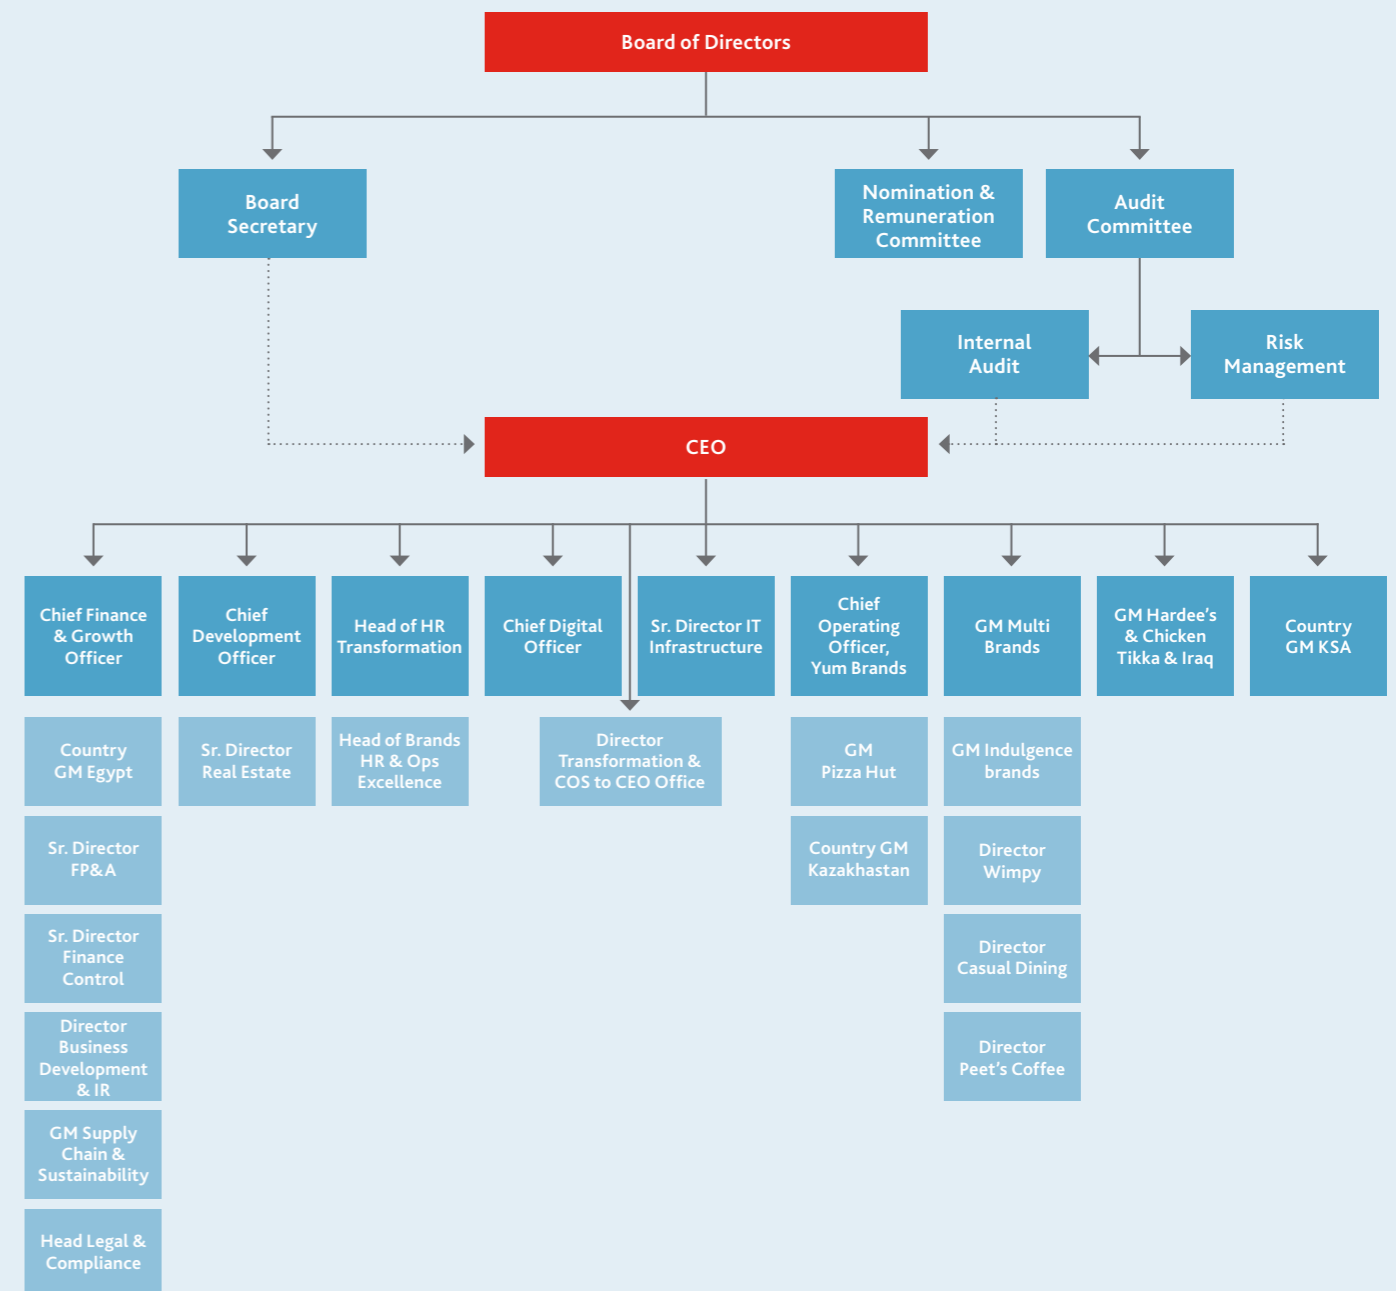 Board of Directors
Board
Secretary
Nomination &
Remuneration
Committee
Audit
Committee
Internal
Audit
Risk
Management
CEO
Chief Finance
& Growth
Officer
Chief
Development
Officer
Head of HR
Transformation
Chief Digital
Officer
Sr. Director IT
Infrastructure
Chief
Operating
Officer,
Yum Brands
GM Multi
Brands
GM Hardee’s
& Chicken
Tikka & Iraq
Country
GM KSA
Country
GM Egypt
Sr. Director
Real Estate
Head of Brands
HR & Ops
Excellence
Director
Transformation &
COS to CEO Office
GM
Pizza Hut
GM Indulgence
brands
Sr. Director
FP&A
Country GM
Kazakhastan
Director
Wimpy
Sr. Director
Finance
Control
Director
Casual Dining
Director
Business
Development
& IR
Director
Peet’s Coffee
GM Supply
Chain &
Sustainability
Head Legal &
Compliance